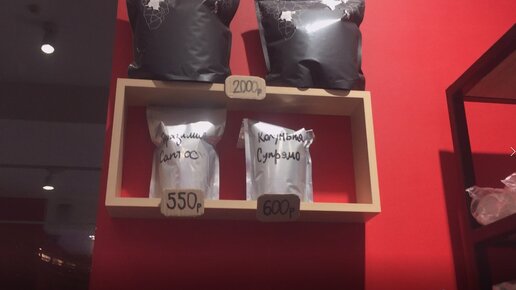 2000р
Бразилия
Сантос
Колумбия
Супремо
550р
600р